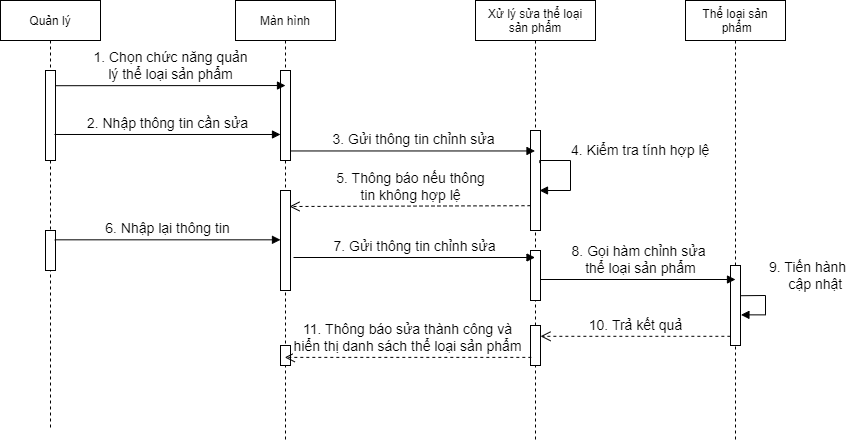 Quản lý
Màn hình
Xử lý sửa thể loại
sản phẩm
Thể loại sản
phẩm
1. Chọn chức năng quản
lý thể loại sản phẩm
2. Nhập thông tin cần sửa
3. Gửi thông tin chỉnh sửa
4. Kiểm tra tính hợp lệ
5. Thông báo nếu thông
tin không hợp lệ
6. Nhập lại thông tin
7. Gửi thông tin chỉnh sửa
8. Gọi hàm chỉnh sửa
thể loại sản phẩm
9. Tiến hành
cập nhật
10. Trả kết quả
11. Thông báo sửa thành công và
hiển thị danh sách thể loại sản phẩm